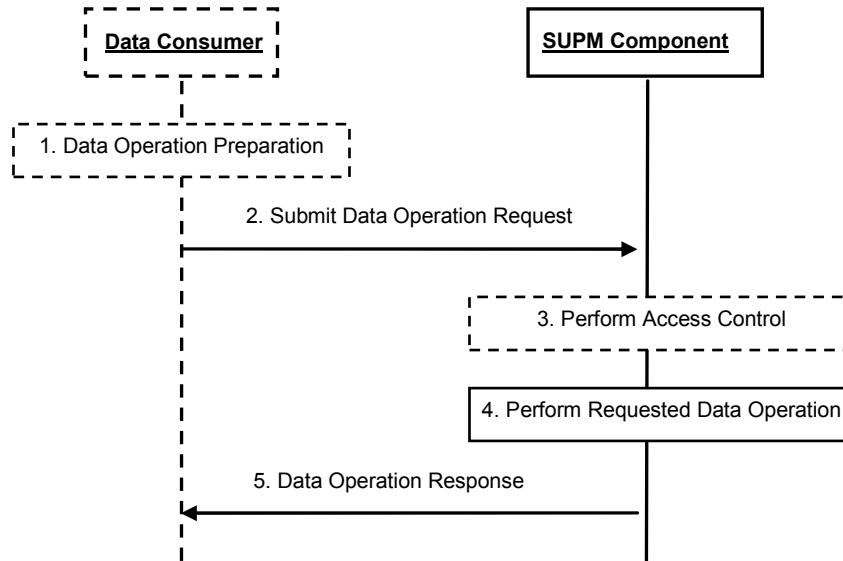 Data Consumer
SUPM Component
1. Data Operation Preparation
2. Submit Data Operation Request
3. Perform Access Control
4. Perform Requested Data Operation
5. Data Operation Response